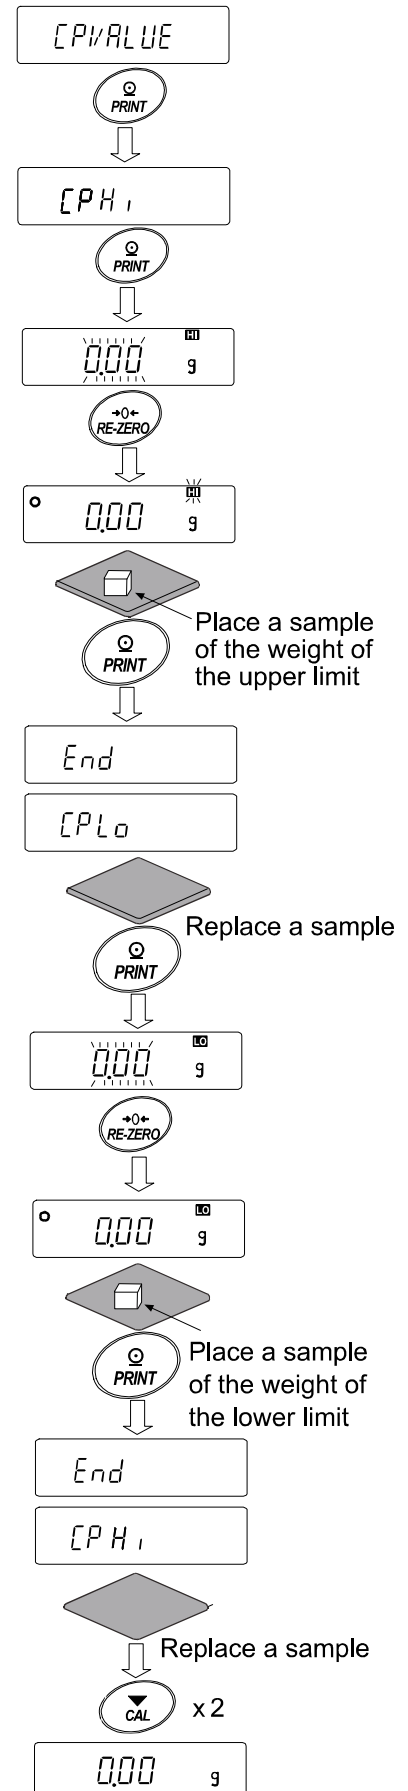 CPVALUE
PRINT
CPHi
PRINT
HI
0.00 g
→0←
RE-ZERO
HI
0.00 g
Place a sample
of the weight of
the upper limit
PRINT
End
CPLo
Replace a sample
PRINT
LO
0.00 g
→0←
RE-ZERO
LO
0.00 g
Place a sample
of the weight of
the lower limit
PRINT
End
CPHi
Replace a sample
CAL x 2
0.00 g